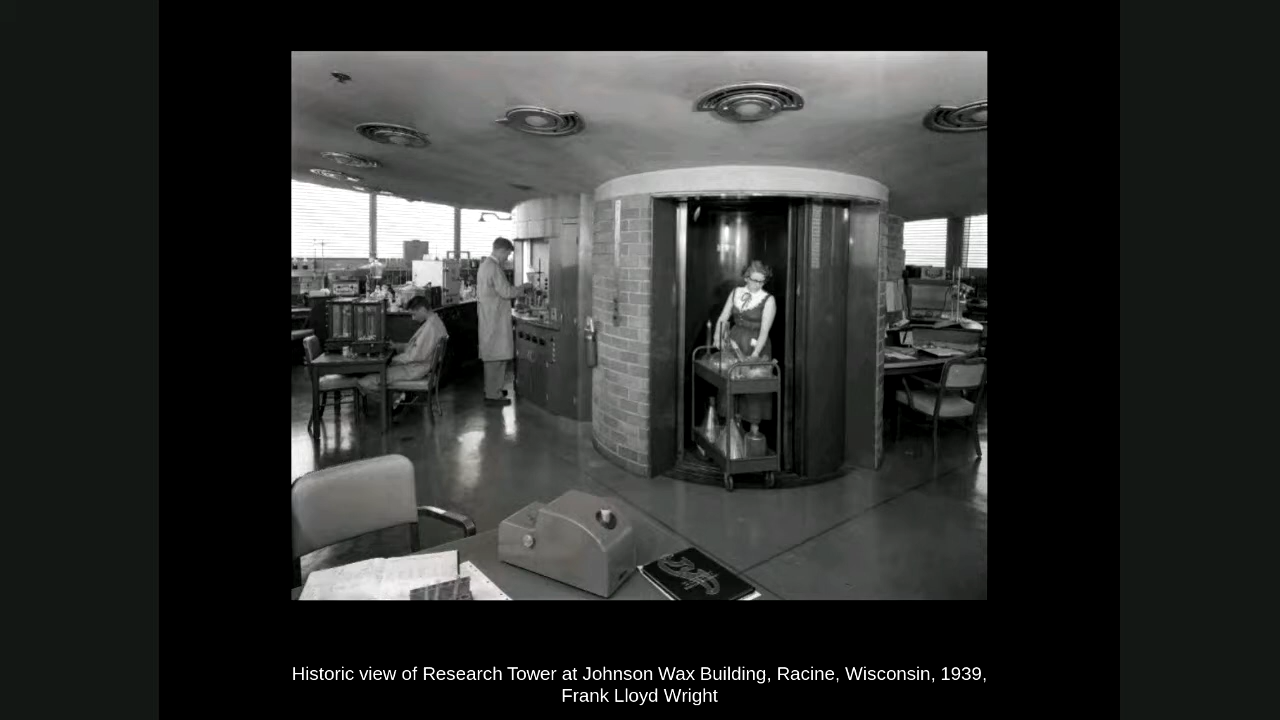 Historic view of Research Tower at Johnson Wax Building, Racine, Wisconsin, 1939,
Frank Lloyd Wright